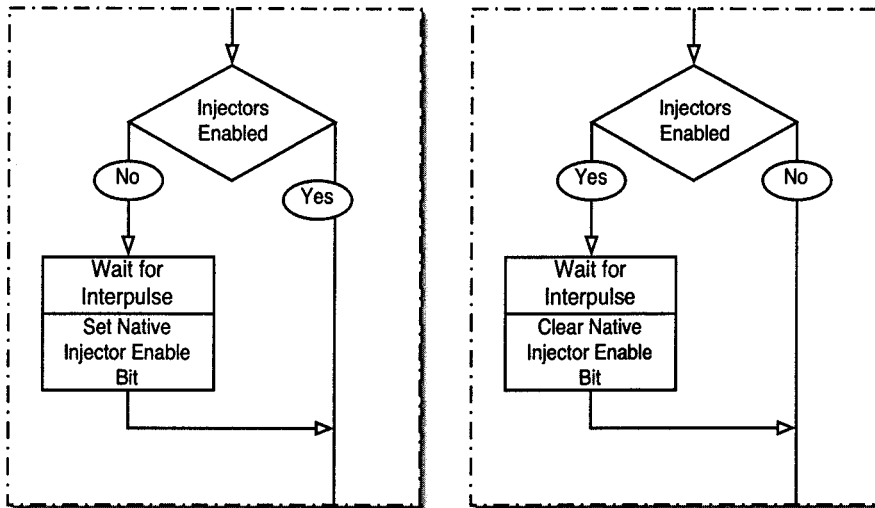 Injectors
Enabled
No
Yes
Wait for
Interpulse
Set Native
Injector Enable
Bit
Injectors
Enabled
Yes
No
Wait for
Interpulse
Clear Native
Injector Enable
Bit